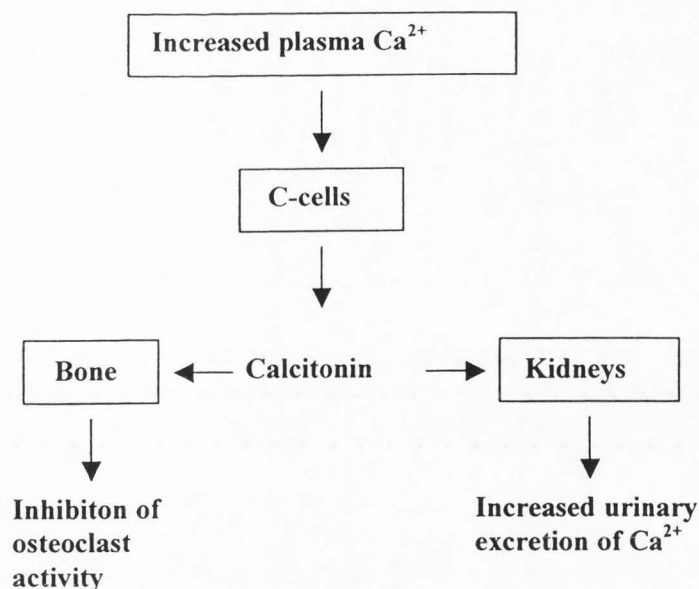 Increased plasma Ca²⁺
C-cells
Bone
Calcitonin
Kidneys
Inhibiton of
osteoclast
activity
Increased urinary
excretion of Ca²⁺